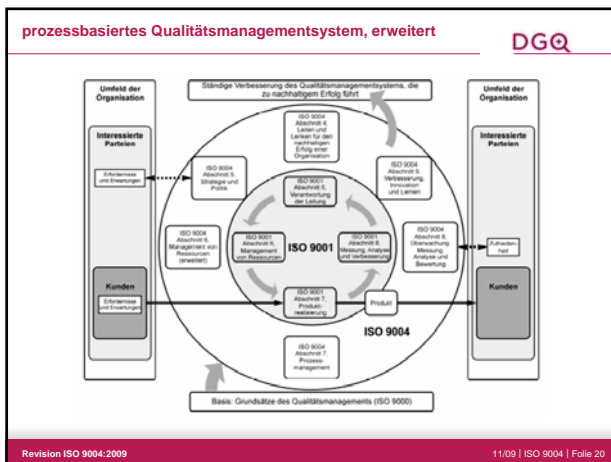 prozessbasiertes Qualitätsmanagementsystem, erweitert
DGQ
Umfeld der
Organisation
Interessierte
Parteien
Erfordernisse
und Erwartungen
Kunden
Erfordernisse
und Erwartungen
Ständige Verbesserung des Qualitätsmanagementsystems, die
zu nachhaltigem Erfolg führt
ISO 9004
Abschnitt 4,
Leiten und
Lenken für den
nachhaltigen
Erfolg einer
Organisation
ISO 9004
Abschnitt 5,
Strategie und
Politik
ISO 9004
Abschnitt 9,
Verbesserung,
Innovation
und Lernen
ISO 9001
Abschnitt 5,
Verantwortung
der Leitung
ISO 9004
Abschnitt 6,
Management von
Ressourcen
(erweitert)
ISO 9001
Abschnitt 6,
Management
von Ressourcen
ISO 9001
ISO 9001
Abschnitt 8,
Messung, Analyse
und Verbesserung
ISO 9004
Abschnitt 8,
Überwachung,
Messung,
Analyse und
Bewertung
ISO 9001
Abschnitt 7,
Produkt-
realisierung
Produkt
ISO 9004
ISO 9004
Abschnitt 7,
Prozess-
management
Basis: Grundsätze des Qualitätsmanagements (ISO 9000)
Umfeld der
Organisation
Interessierte
Parteien
Zufrieden-
heit
Kunden
Revision ISO 9004:2009
11/09 | ISO 9004 | Folie 20